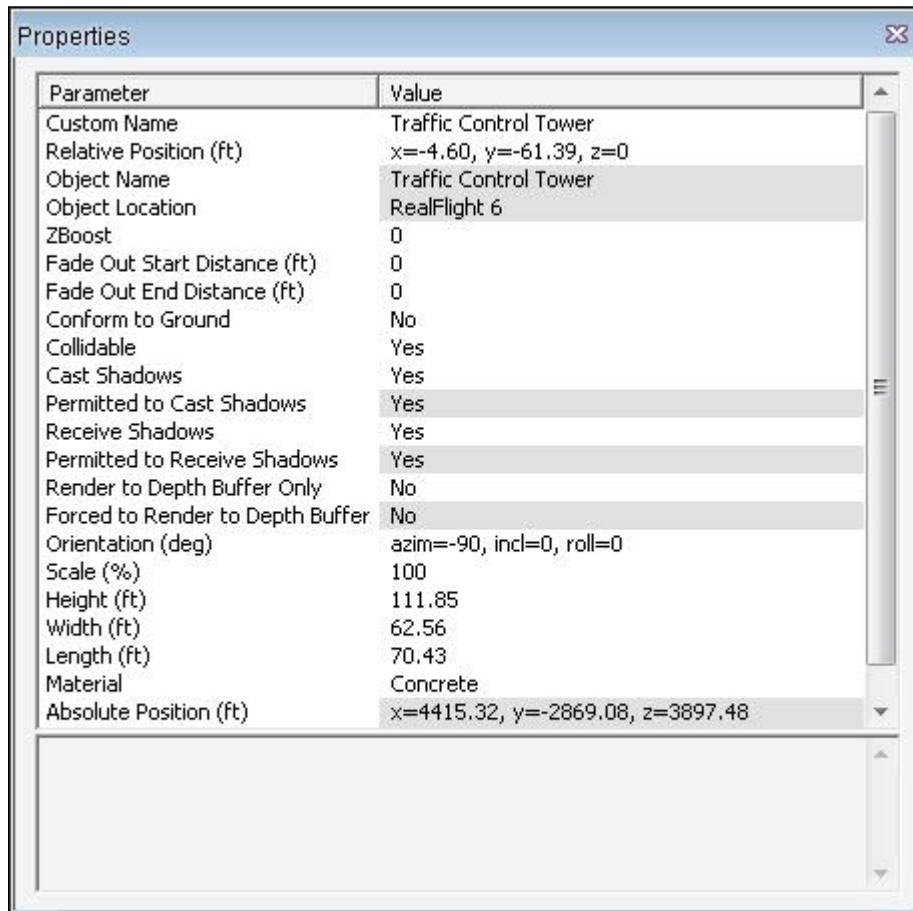 Properties
Parameter Value
Custom Name Traffic Control Tower
Relative Position (ft) x=-4.60, y=-61.39, z=0
Object Name Traffic Control Tower
Object Location RealFlight 6
ZBoost 0
Fade Out Start Distance (ft) 0
Fade Out End Distance (ft) 0
Conform to Ground No
Collidable Yes
Cast Shadows Yes
Permitted to Cast Shadows Yes
Receive Shadows Yes
Permitted to Receive Shadows Yes
Render to Depth Buffer Only No
Forced to Render to Depth Buffer No
Orientation (deg) azim=-90, incl=0, roll=0
Scale (%) 100
Height (ft) 111.85
Width (ft) 62.56
Length (ft) 70.43
Material Concrete
Absolute Position (ft) x=4415.32, y=-2869.08, z=3897.48